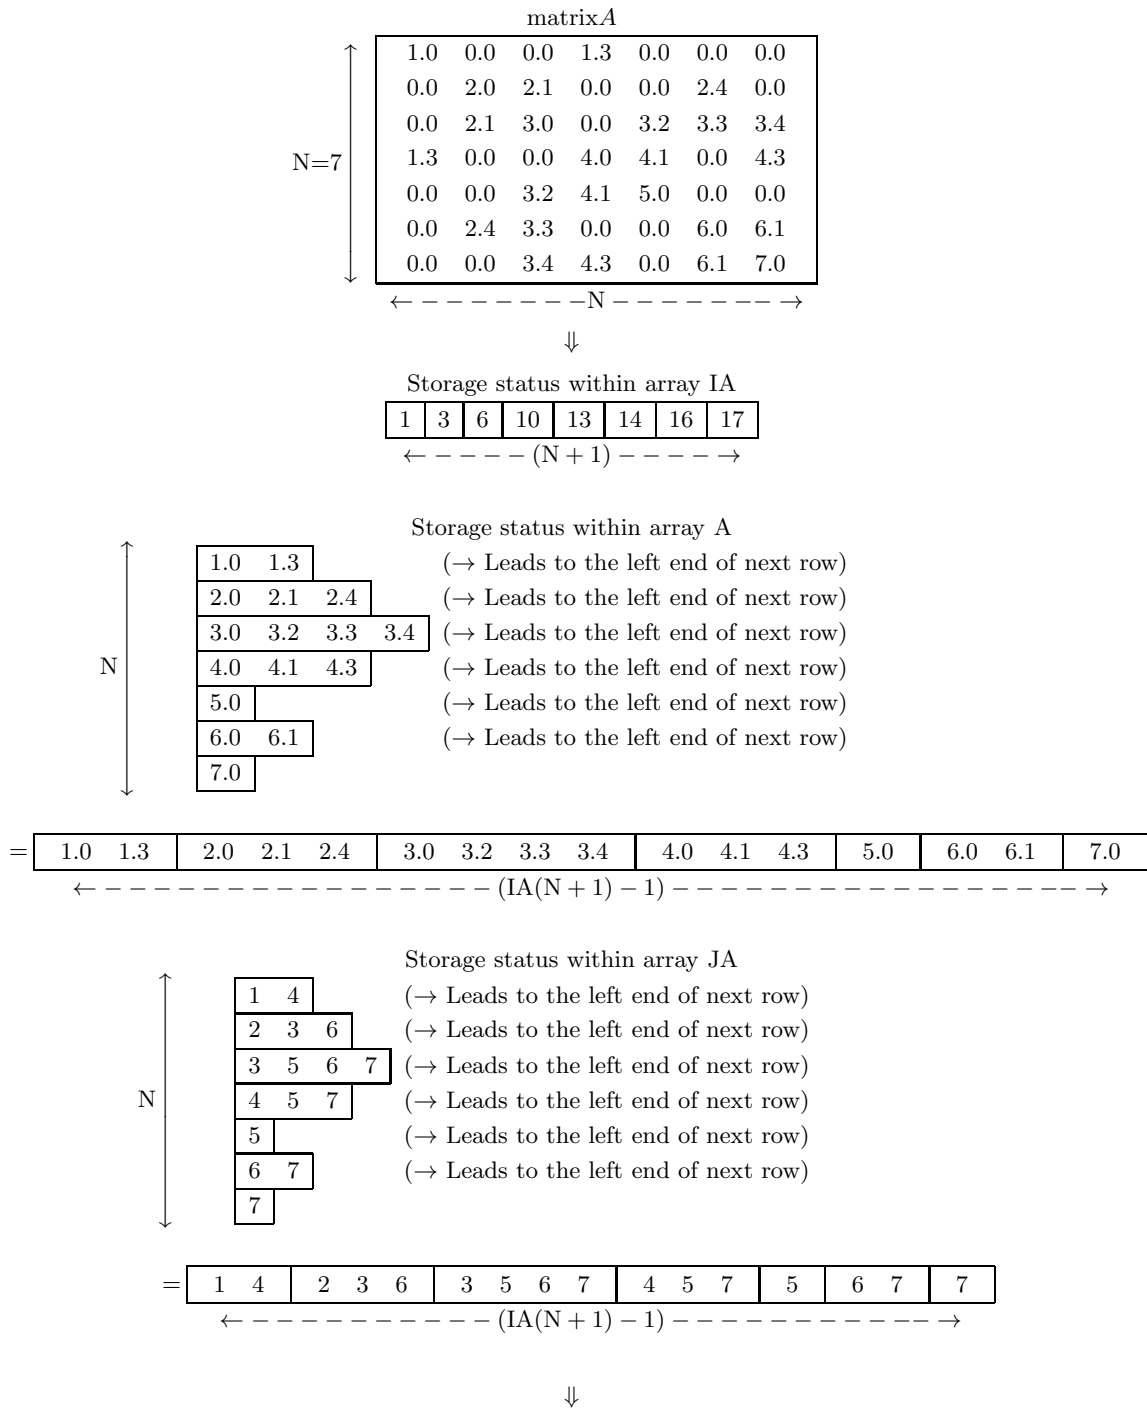 matrixA
1.0 0.0 0.0 1.3 0.0 0.0 0.0
0.0 2.0 2.1 0.0 0.0 2.4 0.0
0.0 2.1 3.0 0.0 3.2 3.3 3.4
N=7
1.3 0.0 0.0 4.0 4.1 0.0 4.3
0.0 0.0 3.2 4.1 5.0 0.0 0.0
0.0 2.4 3.3 0.0 0.0 6.0 6.1
0.0 0.0 3.4 4.3 0.0 6.1 7.0
← − − − − − − − −N − − − − − − −− →
⇓
Storage status within array IA
1 3 6 10 13 14 16 17
← − − − − − (N + 1) − − − −− →
Storage status within array A
1.0 1.3 (→ Leads to the left end of next row)
2.0 2.1 2.4 (→ Leads to the left end of next row)
3.0 3.2 3.3 3.4 (→ Leads to the left end of next row)
N 4.0 4.1 4.3 (→ Leads to the left end of next row)
5.0 (→ Leads to the left end of next row)
6.0 6.1 (→ Leads to the left end of next row)
7.0
= 1.0 1.3 2.0 2.1 2.4 3.0 3.2 3.3 3.4 4.0 4.1 4.3 5.0 6.0 6.1 7.0
← − − − − − − − − − − − − − − − − − − (IA(N + 1) − 1) − − − − − − − − − − − − − − − − − −− →
Storage status within array JA
1 4 (→ Leads to the left end of next row)
2 3 6 (→ Leads to the left end of next row)
3 5 6 7 (→ Leads to the left end of next row)
N 4 5 7 (→ Leads to the left end of next row)
5 (→ Leads to the left end of next row)
6 7 (→ Leads to the left end of next row)
7
= 1 4 2 3 6 3 5 6 7 4 5 7 5 6 7 7
← − − − − − − − − − − − (IA(N + 1) − 1) − − − − − − − − − − −− →
⇓